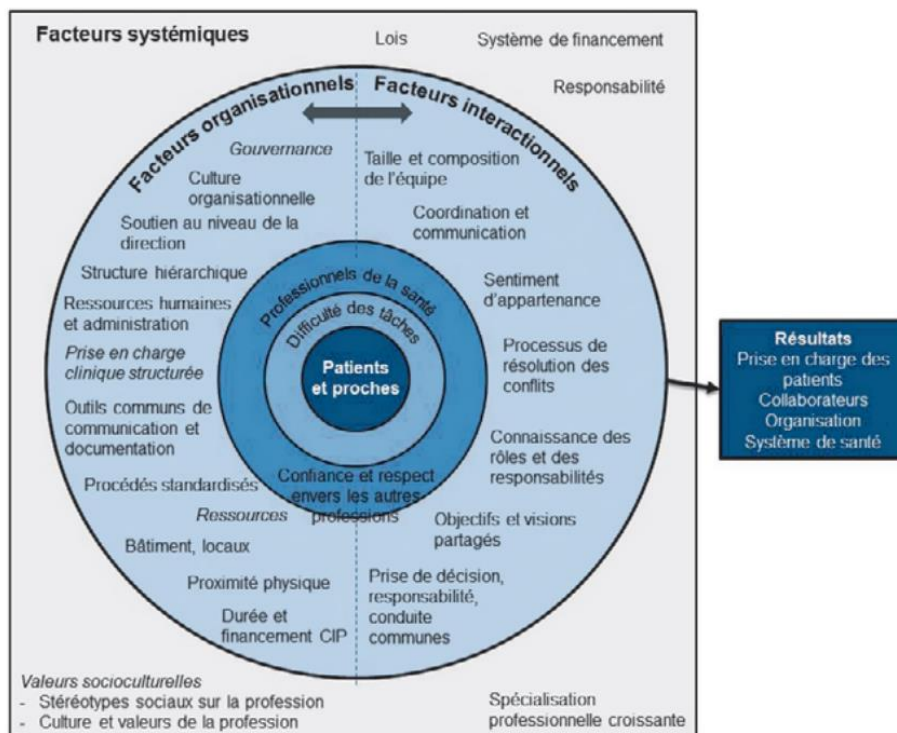 Facteurs systémiques
Lois
Système de financement
Responsabilité
Facteurs organisationnels
Facteurs interactionnels
Gouvernance
Culture
organisationnelle
Soutien au niveau de la
direction
Structure hiérarchique
Ressources humaines
et administration
Prise en charge
clinique structurée
Outils communs de
communication et
documentation
Procédés standardisés
Ressources
Bâtiment, locaux
Proximité physique
Durée et
financement CIP
Taille et composition
de l'équipe
Coordination et
communication
Sentiment
d'appartenance
Processus de
résolution des
conflits
Connaissance des
rôles et des
responsabilités
Objectifs et visions
partagés
Prise de décision,
responsabilité,
conduite
communes
Professionnels de la santé
Difficulté des tâches
Patients
et proches
Confiance et respect
envers les autres
professions
Résultats
Prise en charge des
patients
Collaborateurs
Organisation
Système de santé
Valeurs socioculturelles
- Stéréotypes sociaux sur la profession
- Culture et valeurs de la profession
Spécialisation
professionnelle croissante